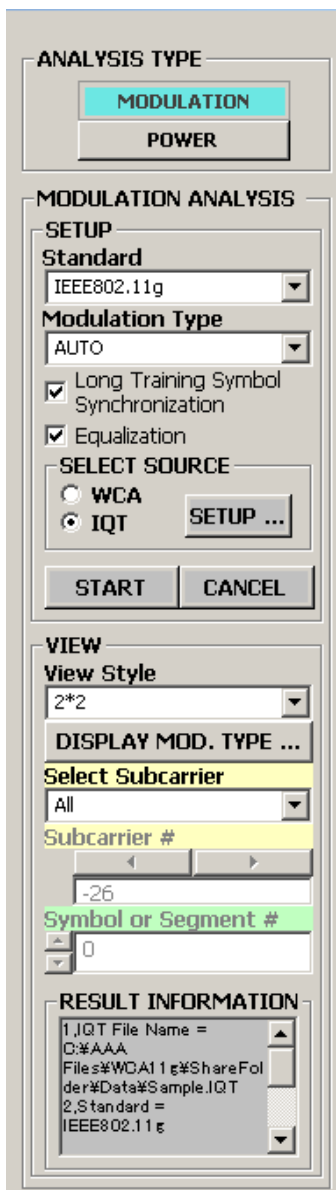 ANALYSIS TYPE
MODULATION
POWER
MODULATION ANALYSIS
SETUP
Standard
IEEE802.11g
Modulation Type
AUTO
Long Training Symbol
Synchronization
Equalization
SELECT SOURCE
WCA
IQT
SETUP ...
START CANCEL
VIEW
View Style
2*2
DISPLAY MOD. TYPE ...
Select Subcarrier
All
Subcarrier #
-26
Symbol or Segment #
0
RESULT INFORMATION
1,IQT File Name =
C:¥AAA
Files¥WCA11g¥ShareFol
der¥Data¥Sample.IQT
2,Standard =
IEEE802.11g